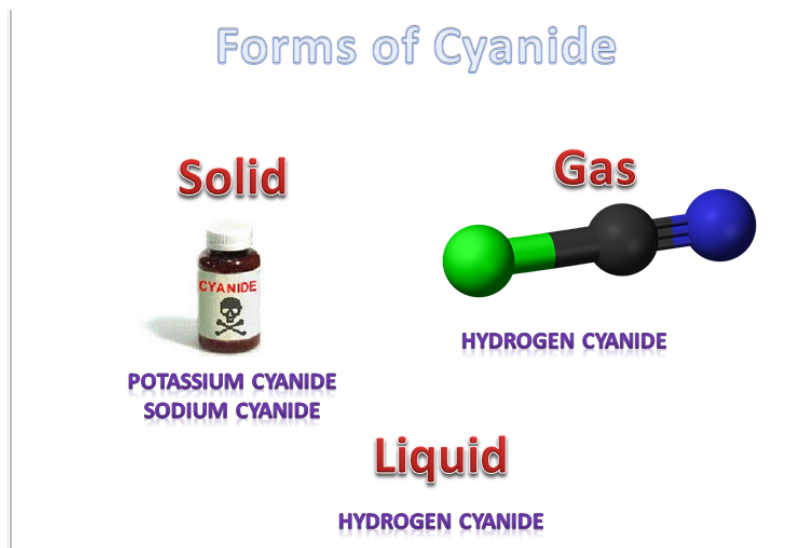 Forms of Cyanide
Solid
CYANIDE
POTASSIUM CYANIDE
SODIUM CYANIDE
Gas
HYDROGEN CYANIDE
Liquid
HYDROGEN CYANIDE